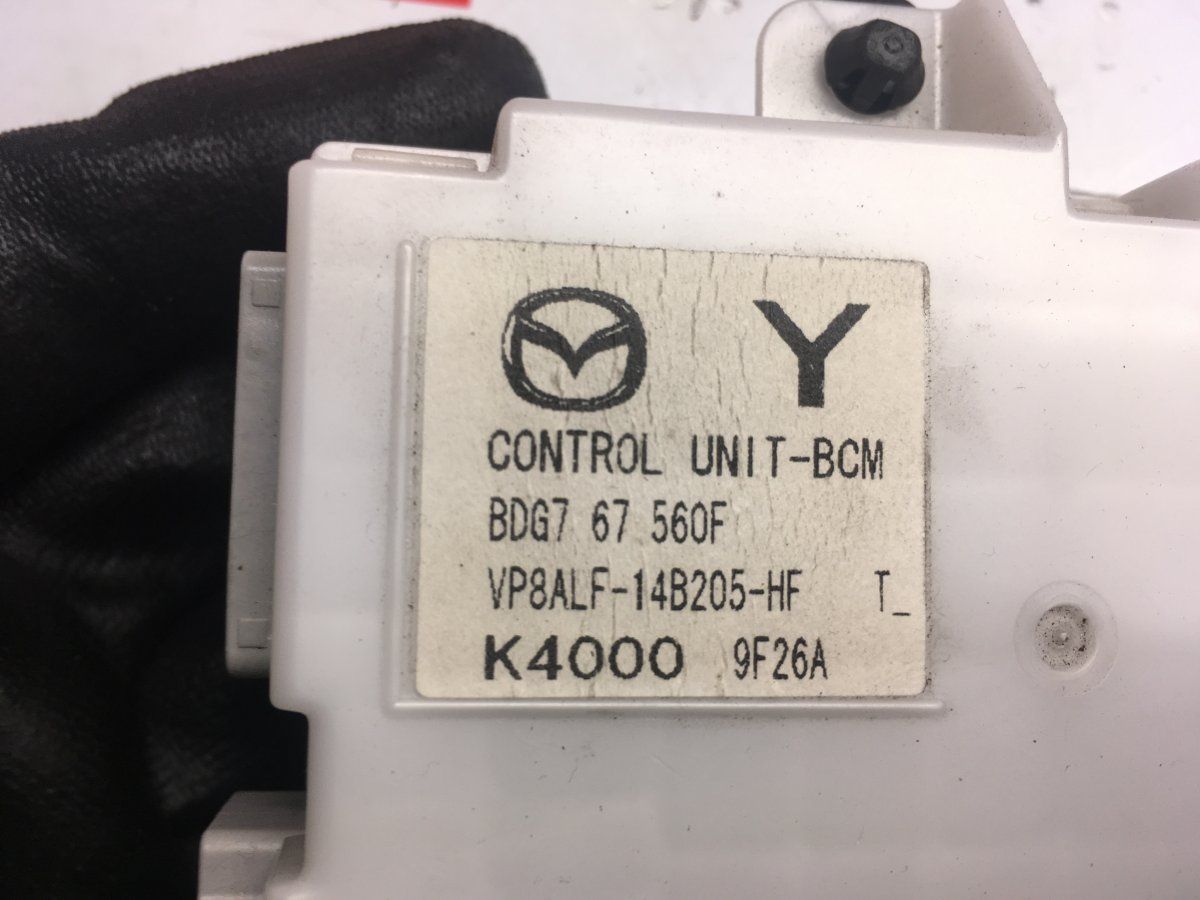 Y
CONTROL UNIT-BCM
BDG7 67 560F
VP8ALF-14B205-HF T_
K4000 9F26A